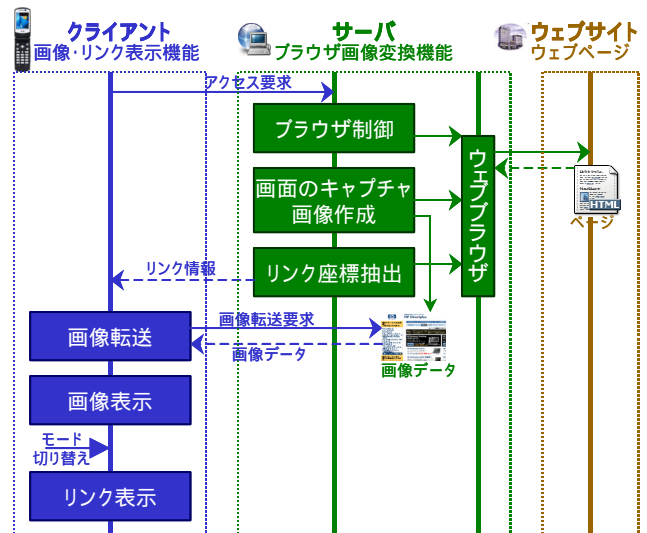 クライアント
画像・リンク表示機能
サーバ
ブラウザ画像変換機能
ウェブサイト
ウェブページ
アクセス要求
ブラウザ制御
ウェブブラウザ
画面のキャプチャ
画像作成
HTML
ページ
リンク情報
リンク座標抽出
画像転送
画像転送要求
画像データ
画像データ
画像表示
モード
切り替え
リンク表示